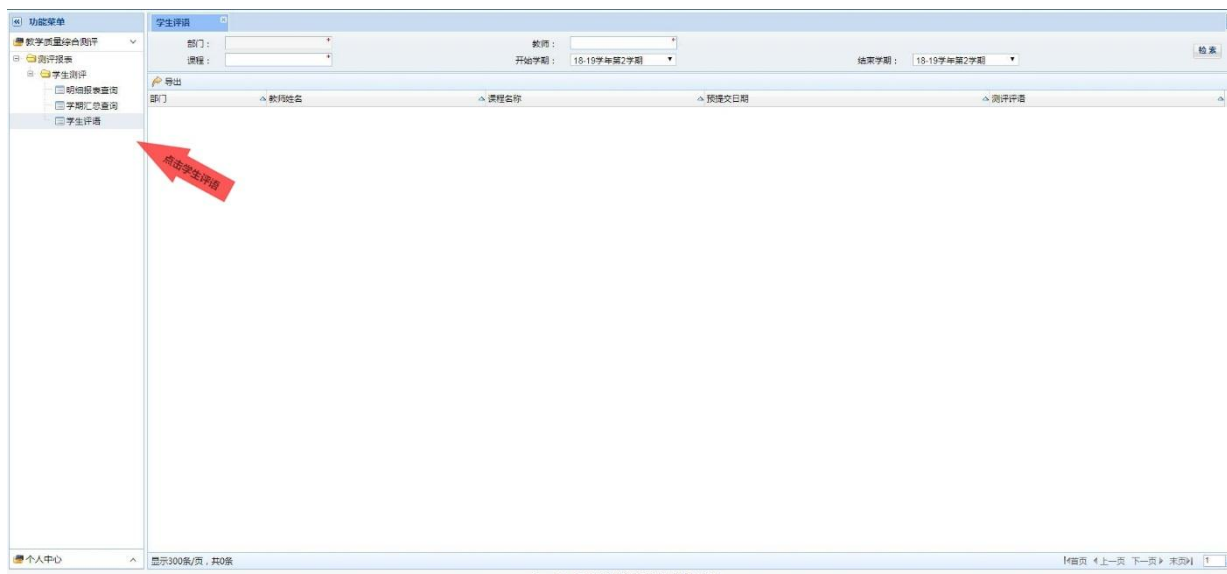 功能菜单
学生评语
教学质量综合测评
部门：
*
教师：
*
检索
测评报表
课程：
*
开始学期：
18-19学年第2学期
结束学期：
18-19学年第2学期
学生测评
导出
明细报表查询
部门
教师姓名
课程名称
预提交日期
测评评语
学期汇总查询
学生评语
点击学生评语
个人中心
显示300条/页，共0条
首页 上一页 下一页 末页 1